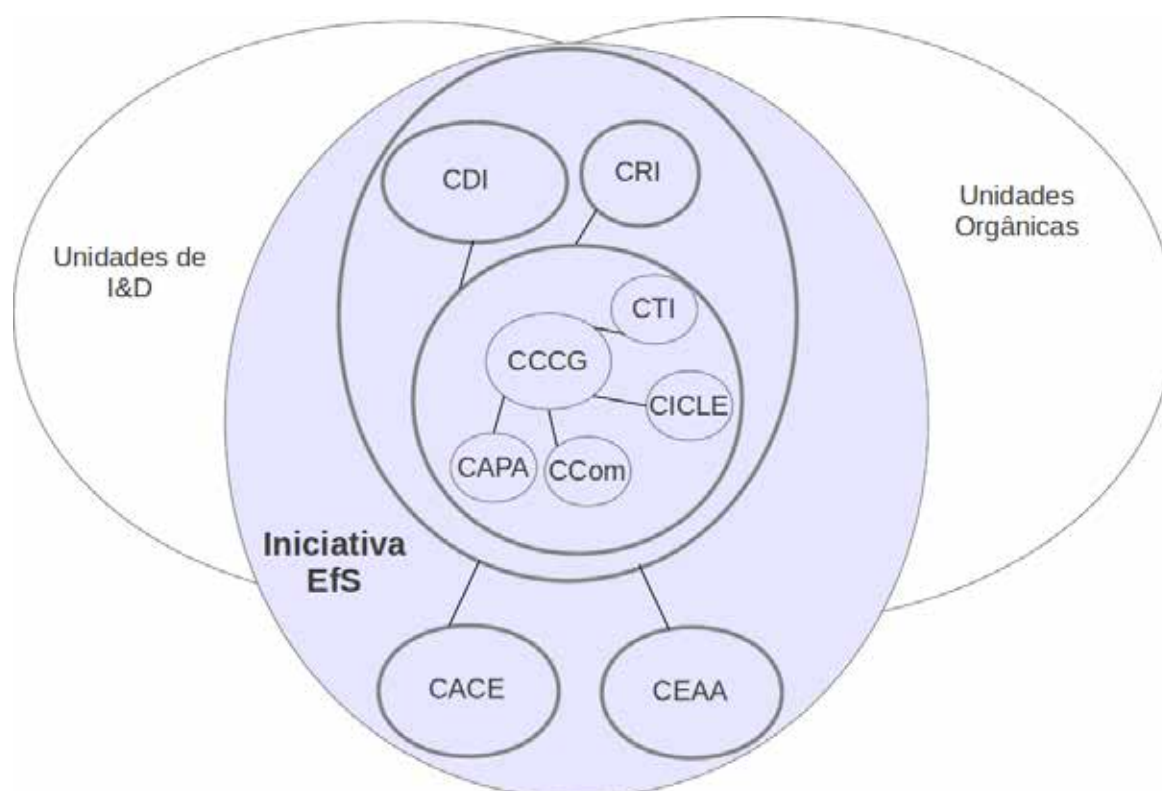 CDI
CRI
Unidades
Orgânicas
Unidades de
I&D
CTI
CCCG
CICLE
CAPA
CCom
Iniciativa
EfS
CACE
CEAA